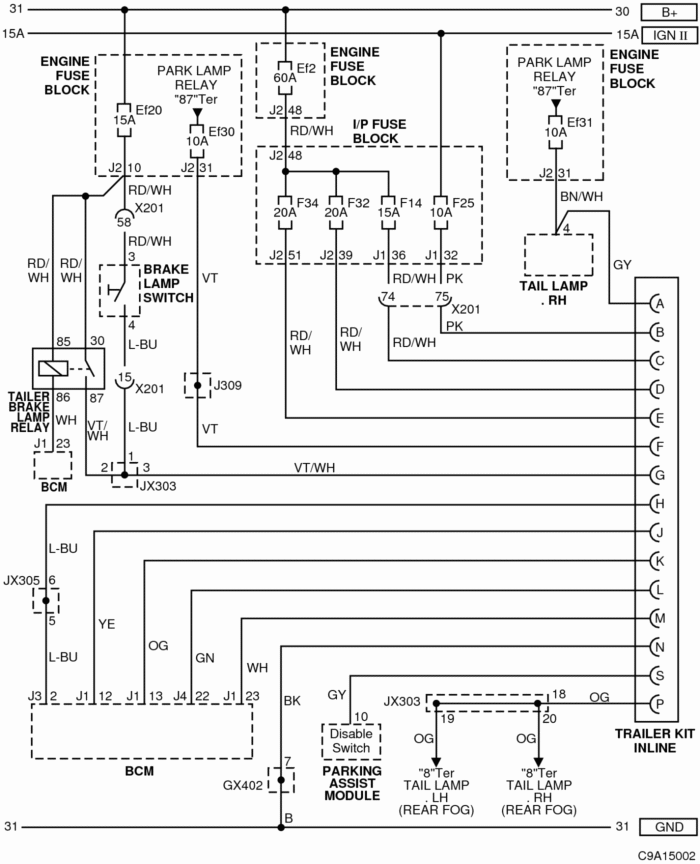 31
30
B+
15A
15A
IGN II
ENGINE
FUSE
BLOCK
PARK LAMP
RELAY
"87"Ter
Ef20
15A
Ef30
10A
J2 10
J2 31
ENGINE
FUSE
BLOCK
Ef2
60A
J2 48
RD/WH
I/P FUSE
BLOCK
J2 48
F34
20A
F32
20A
F14
15A
F25
10A
J2 51
J2 39
J1 36
J1 32
ENGINE
FUSE
BLOCK
PARK LAMP
RELAY
"87"Ter
Ef31
10A
J2 31
BN/WH
4
TAIL LAMP
. RH
GY
RD/WH
X201
58
RD/WH
3
BRAKE
LAMP
SWITCH
4
L-BU
RD/
WH
RD/
WH
VT
RD/WH
PK
74
75
X201
PK
RD/WH
RD/
WH
RD/
WH
85
30
86
87
TAILER
BRAKE
LAMP
RELAY
WH
VT/
WH
15
X201
J309
L-BU
VT
J1 23
BCM
1
2
3
JX303
VT/WH
A
B
C
D
E
F
G
H
J
K
L
M
N
S
P
TRAILER KIT
INLINE
L-BU
JX305
6
5
L-BU
YE
OG
GN
WH
BK
J3 2
J1 12
J1 13
J4 22
J1 23
BCM
GY
10
Disable
Switch
PARKING
ASSIST
MODULE
JX303
18
OG
19
20
OG
OG
"8"Ter
TAIL LAMP
. LH
(REAR FOG)
"8"Ter
TAIL LAMP
. RH
(REAR FOG)
7
GX402
B
31
31
GND
C9A15002